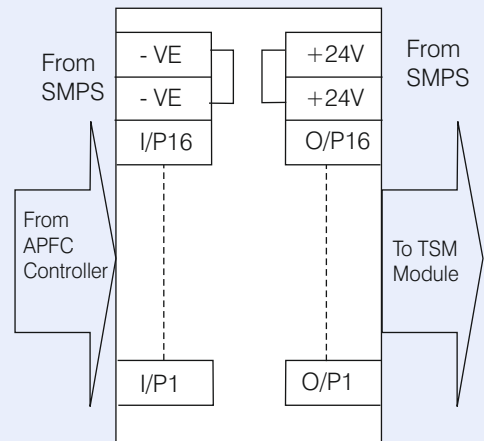 From
SMPS
- VE
- VE
I/P16
From
APFC
Controller
I/P1
+24V
+24V
O/P16
O/P1
From
SMPS
To TSM
Module